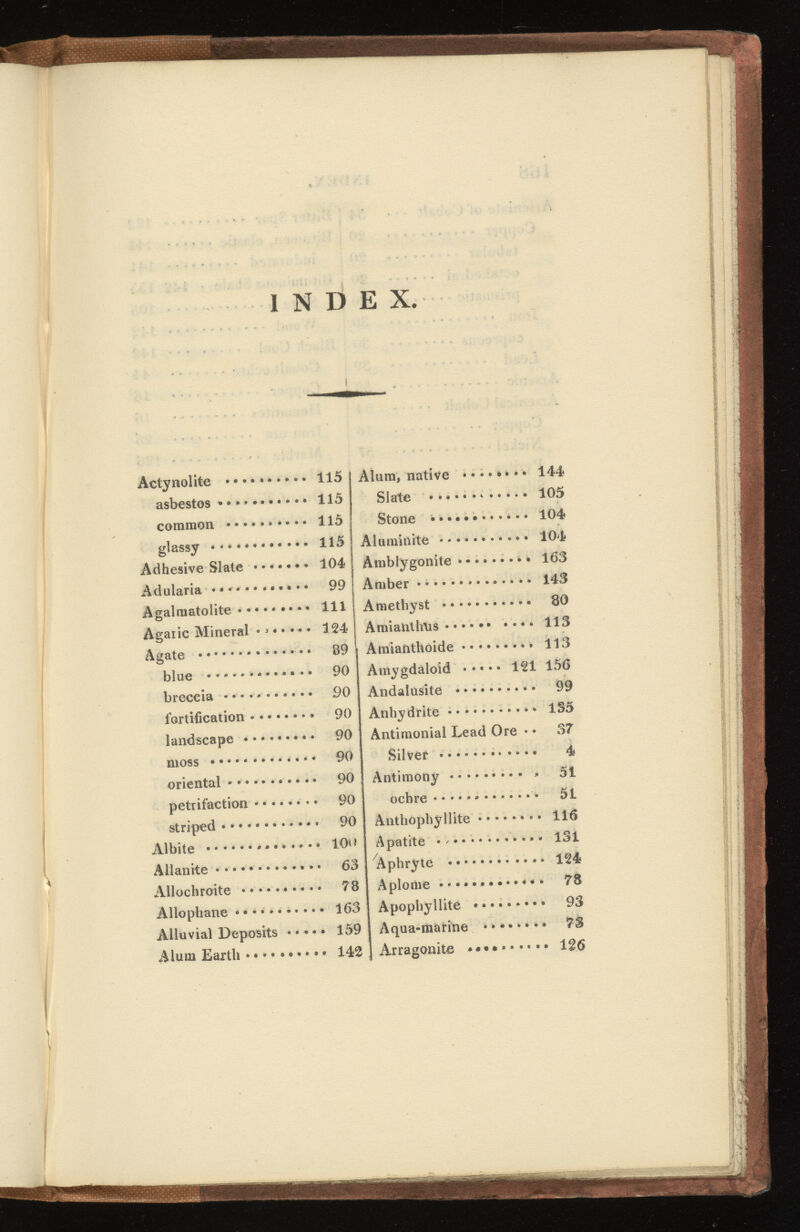 INDEX.
Actynolite ·········· 115
asbestos ··········· 115
common ·········· 115
glassy ············ 115
Adhesive Slate ······· 104
Adularia ············ 99
Agalmatolite ········· 111
Agaric Mineral ······· 124
Agate ·············· 89
blue ············· 90
breccia ··········· 90
fortification ········ 90
landscape ········· 90
moss ············· 90
oriental ··········· 90
petrifaction ········ 90
striped ············ 90
Albite ·············· 100
Allanite ············· 63
Allochroite ·········· 78
Allophane ··········· 163
Alluvial Deposits ····· 159
Alum Earth ·········· 142
Alum, native ········ 144
Slate ············ 105
Stone ············ 104
Aluminite ··········· 104
Amblygonite ········· 163
Amber ·············· 143
Amethyst ··········· 80
Amianthus ······ ···· 113
Amianthoide ········· 113
Amygdaloid ····· 121 156
Andalusite ·········· 99
Anhydrite ··········· 135
Antimonial Lead Ore ·· 37
Silver ············ 4
Antimony ·········· 51
ochre ············· 51
Anthophyllite ········ 116
Apatite ············· 131
Aphryte ············ 124
Aplome ············· 78
Apophyllite ········· 93
Aqua-marine ········ 73
Arragonite ·········· 126